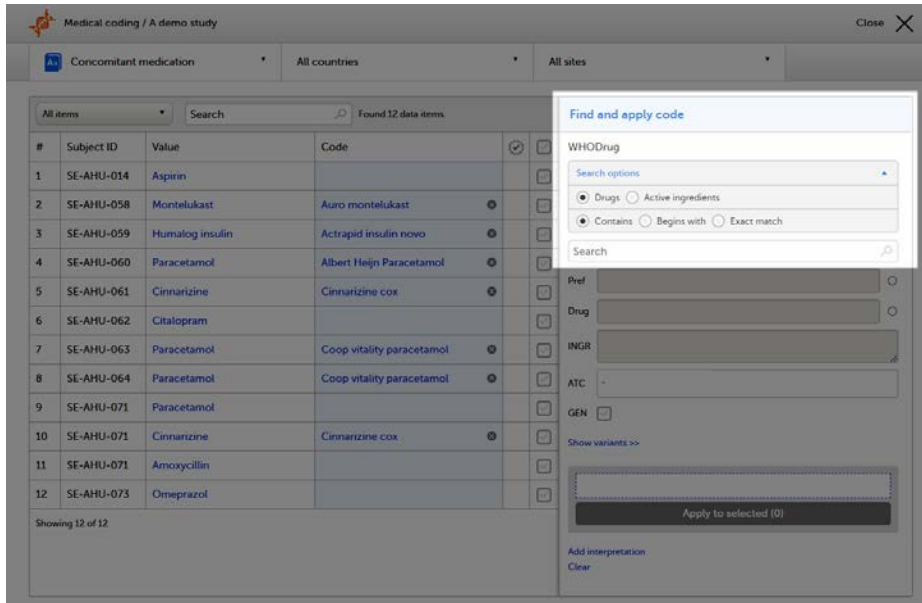 Medical coding / A demo study Close
Concomitant medication All countries All sites
All items Search Found 12 data items. Find and apply code
# Subject ID Value Code WHODrug
1 SE-AHU-014 Aspirin Search options
2 SE-AHU-058 Montelukast Auro montelukast Drugs Active ingredients
3 SE-AHU-059 Humalog insulin Actrapid insulin novo Contains Begins with Exact match
4 SE-AHU-060 Paracetamol Albert Heijn Paracetamol Search
5 SE-AHU-061 Cinnarizine Cinnarizine cox Pref
6 SE-AHU-062 Citalopram Drug
7 SE-AHU-063 Paracetamol Coop vitality paracetamol INGR
8 SE-AHU-064 Paracetamol Coop vitality paracetamol ATC -
9 SE-AHU-071 Paracetamol GEN
10 SE-AHU-071 Cinnarizine Cinnarizine cox Show variants >>
11 SE-AHU-071 Amoxycillin
12 SE-AHU-073 Omeprazol
Showing 12 of 12 Apply to selected (0)
Add interpretation
Clear